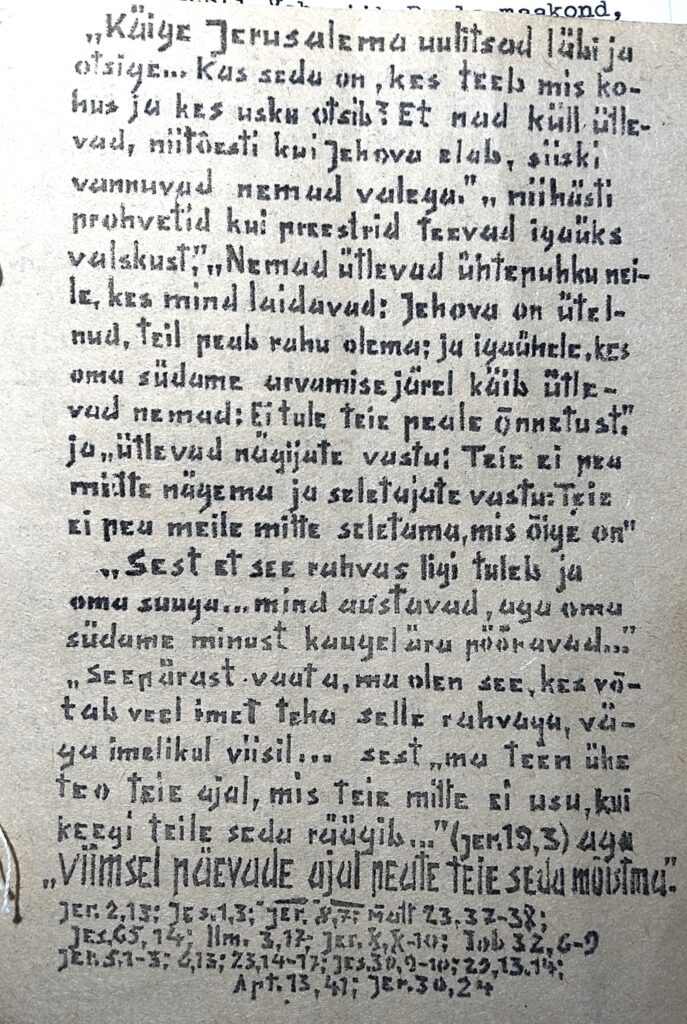 maakond,
„Käige Jerusalema uulitsad läbi ja
otsige... Kas seda on, kes teeb mis ko-
hus ja kes usku otsib? Et nad küll ütle-
vad, niitõesti kui Jehova elab, siiski
vannuvad nemad valega." „niihästi
prohvetid kui preestrid teevad igaüks
valskust." „Nemad ütlevad ühtepuhku nei-
le, kes mind laidavad: Jehova on ütel-
nud, teil peab rahu olema; ja igaühele, kes
oma südame arvamise järel käib ütle-
vad nemad: Ei tule teie peale õnnetust."
ja „ütlevad nägijate vastu: Teie ei pea
mitte nägema ja seletajate vastu: Teie
ei pea meile mitte seletama, mis õige on"
„Sest et see rahvas ligi tuleb ja
oma suuga... mind austavad, aga oma
südame minust kaugel ära pööravad..."
„Seepärast vaata, ma olen see, kes võ-
tab veel imet teha selle rahvaga, vä-
ga imelikul viisil... sest „ma teen ühe
teo teie ajal, mis teie mitte ei usu, kui
keegi teile seda räägib..." (Jer. 19,3) aga
„Viimsel päevade ajal peate teie seda mõistma".
Jer. 2,13; Jes. 1,3; Jer. 8,7; Matt 23.37-38;
Jes. 65,14; Ilm. 3,17; Jer. 8,8-10; Iob 32,6-9
Jer. 5.1-3; 6,13; 23,14-17; Jes. 30,9-10; 29,13.14;
Apt. 13,41; Jer. 30,24